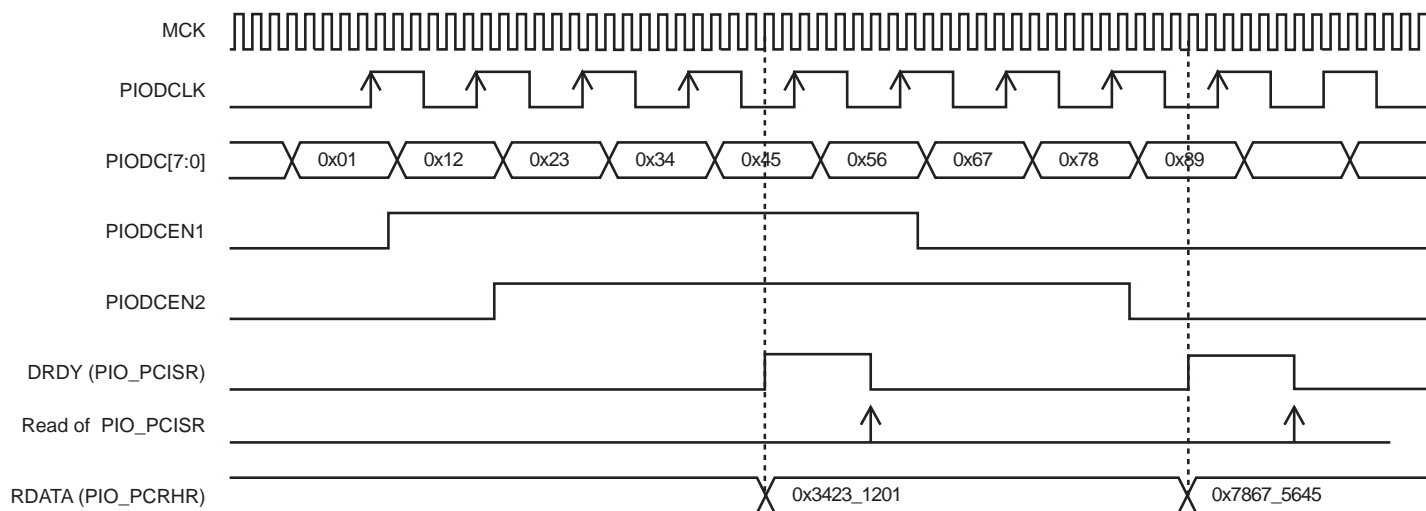 MCK
PIODCLK
PIODC[7:0] 0x01 0x12 0x23 0x34 0x45 0x56 0x67 0x78 0x89
PIODCEN1
PIODCEN2
DRDY (PIO_PCISR)
Read of PIO_PCISR
RDATA (PIO_PCRHR) 0x3423_1201 0x7867_5645